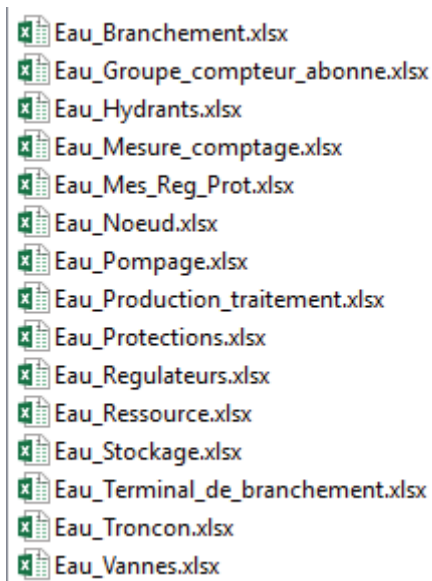 Eau_Branchement.xlsx
Eau_Groupe_compteur_abonne.xlsx
Eau_Hydrants.xlsx
Eau_Mesure_comptage.xlsx
Eau_Mes_Reg_Prot.xlsx
Eau_Noeud.xlsx
Eau_Pompage.xlsx
Eau_Production_traitement.xlsx
Eau_Protections.xlsx
Eau_Regulateurs.xlsx
Eau_Ressource.xlsx
Eau_Stockage.xlsx
Eau_Terminal_de_branchement.xlsx
Eau_Troncon.xlsx
Eau_Vannes.xlsx